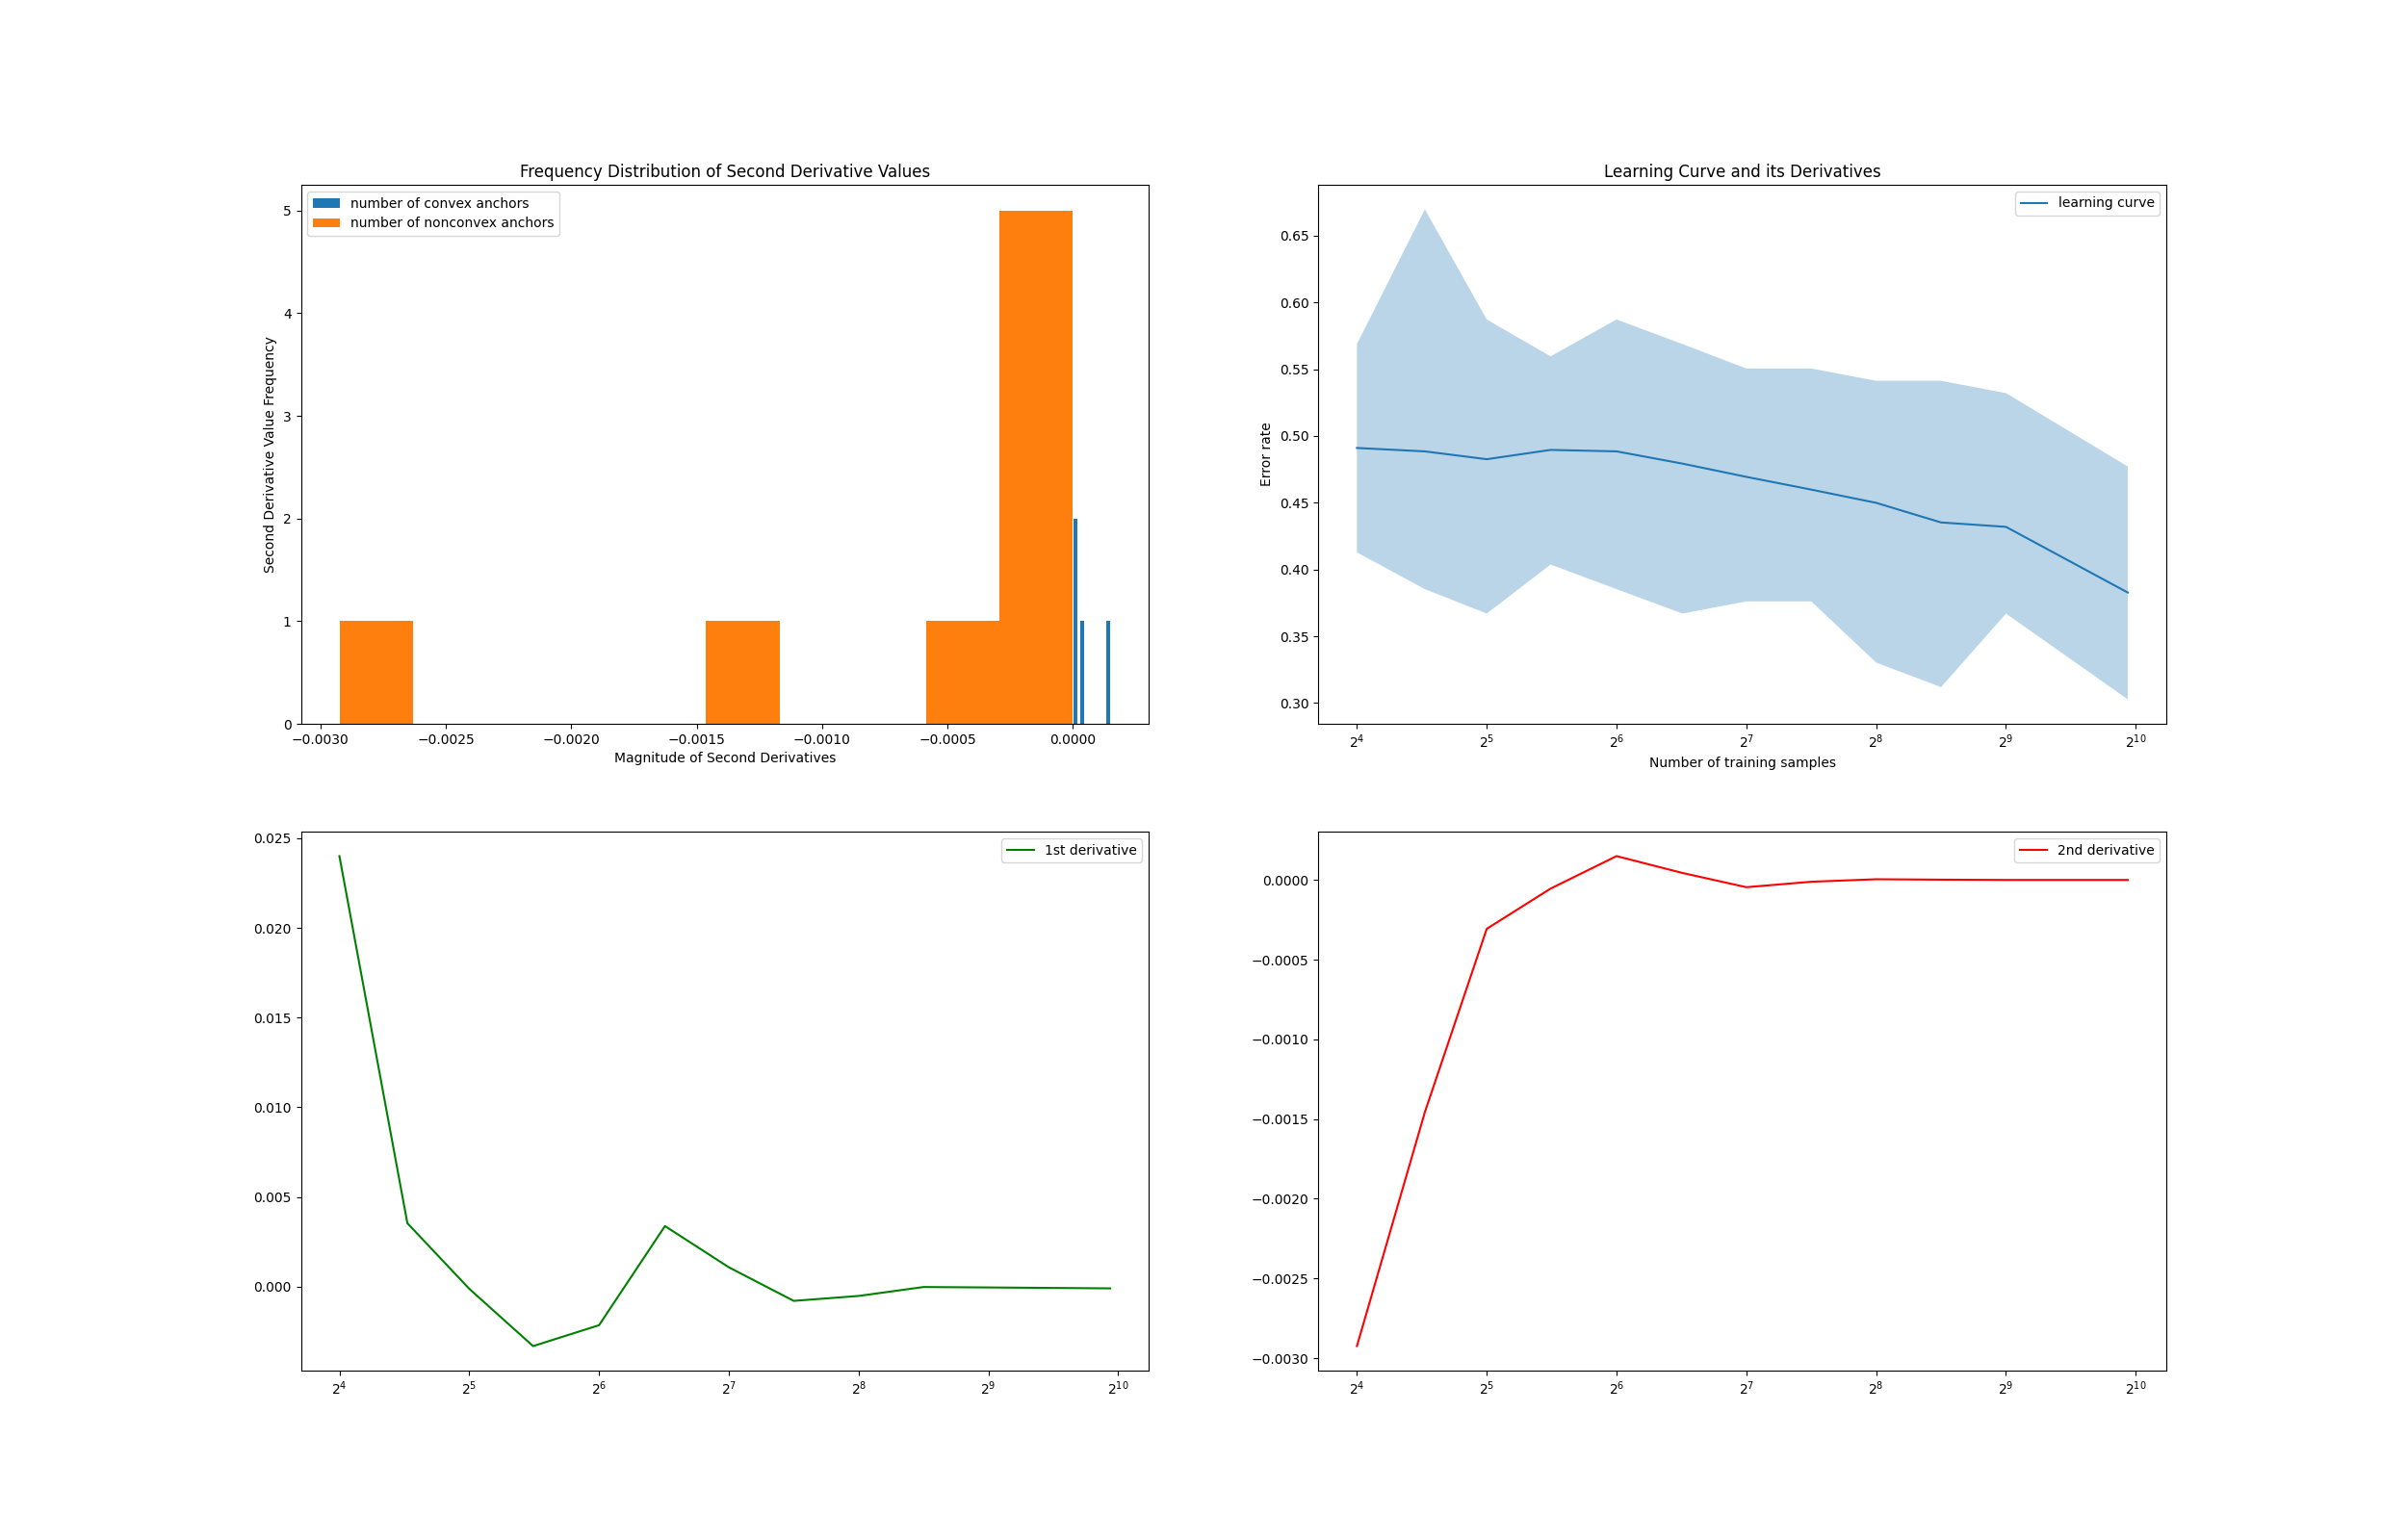 Frequency Distribution of Second Derivative Values
number of convex anchors
number of nonconvex anchors
5
4
3
2
1
0
Second Derivative Value Frequency
−0.0030 −0.0025 −0.0020 −0.0015 −0.0010 −0.0005 0.0000
Magnitude of Second Derivatives
Learning Curve and its Derivatives
learning curve
0.65
0.60
0.55
0.50
0.45
0.40
0.35
0.30
Error rate
2⁴ 2⁵ 2⁶ 2⁷ 2⁸ 2⁹ 2¹⁰
Number of training samples
1st derivative
0.025
0.020
0.015
0.010
0.005
0.000
2⁴ 2⁵ 2⁶ 2⁷ 2⁸ 2⁹ 2¹⁰
2nd derivative
0.0000
−0.0005
−0.0010
−0.0015
−0.0020
−0.0025
−0.0030
2⁴ 2⁵ 2⁶ 2⁷ 2⁸ 2⁹ 2¹⁰